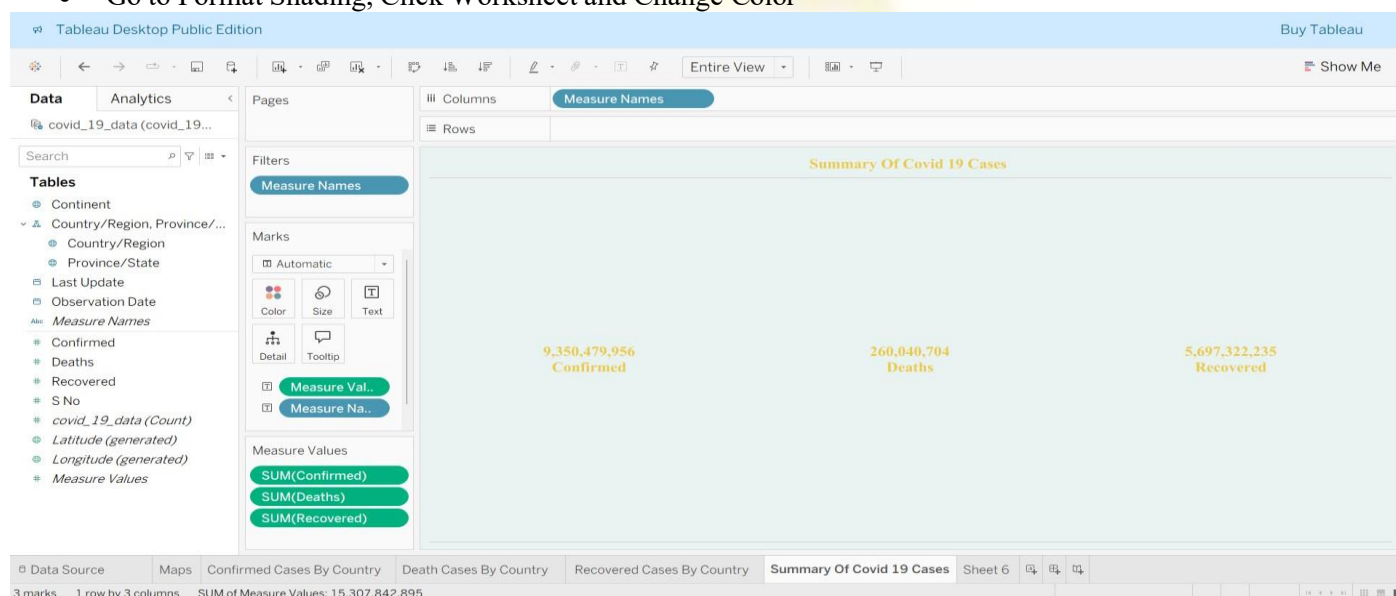 Go to Format Shading, Click Worksheet and Change Color
Tableau Desktop Public Edition Buy Tableau
Entire View Show Me
Data Analytics
covid_19_data (covid_19...
Search
Tables
Continent
Country/Region, Province/...
Country/Region
Province/State
Last Update
Observation Date
Abc Measure Names
# Confirmed
# Deaths
# Recovered
# S No
# covid_19_data (Count)
Latitude (generated)
Longitude (generated)
# Measure Values
Pages
Filters
Measure Names
Marks
Automatic
Color Size Text
Detail Tooltip
Measure Val..
Measure Na..
Measure Values
SUM(Confirmed)
SUM(Deaths)
SUM(Recovered)
Columns Measure Names
Rows
Summary Of Covid 19 Cases
9,350,479,956 260,040,704 5,697,322,235
Confirmed Deaths Recovered
Data Source Maps Confirmed Cases By Country Death Cases By Country Recovered Cases By Country Summary Of Covid 19 Cases Sheet 6
3 marks 1 row by 3 columns SUM of Measure Values: 15,307,842,895